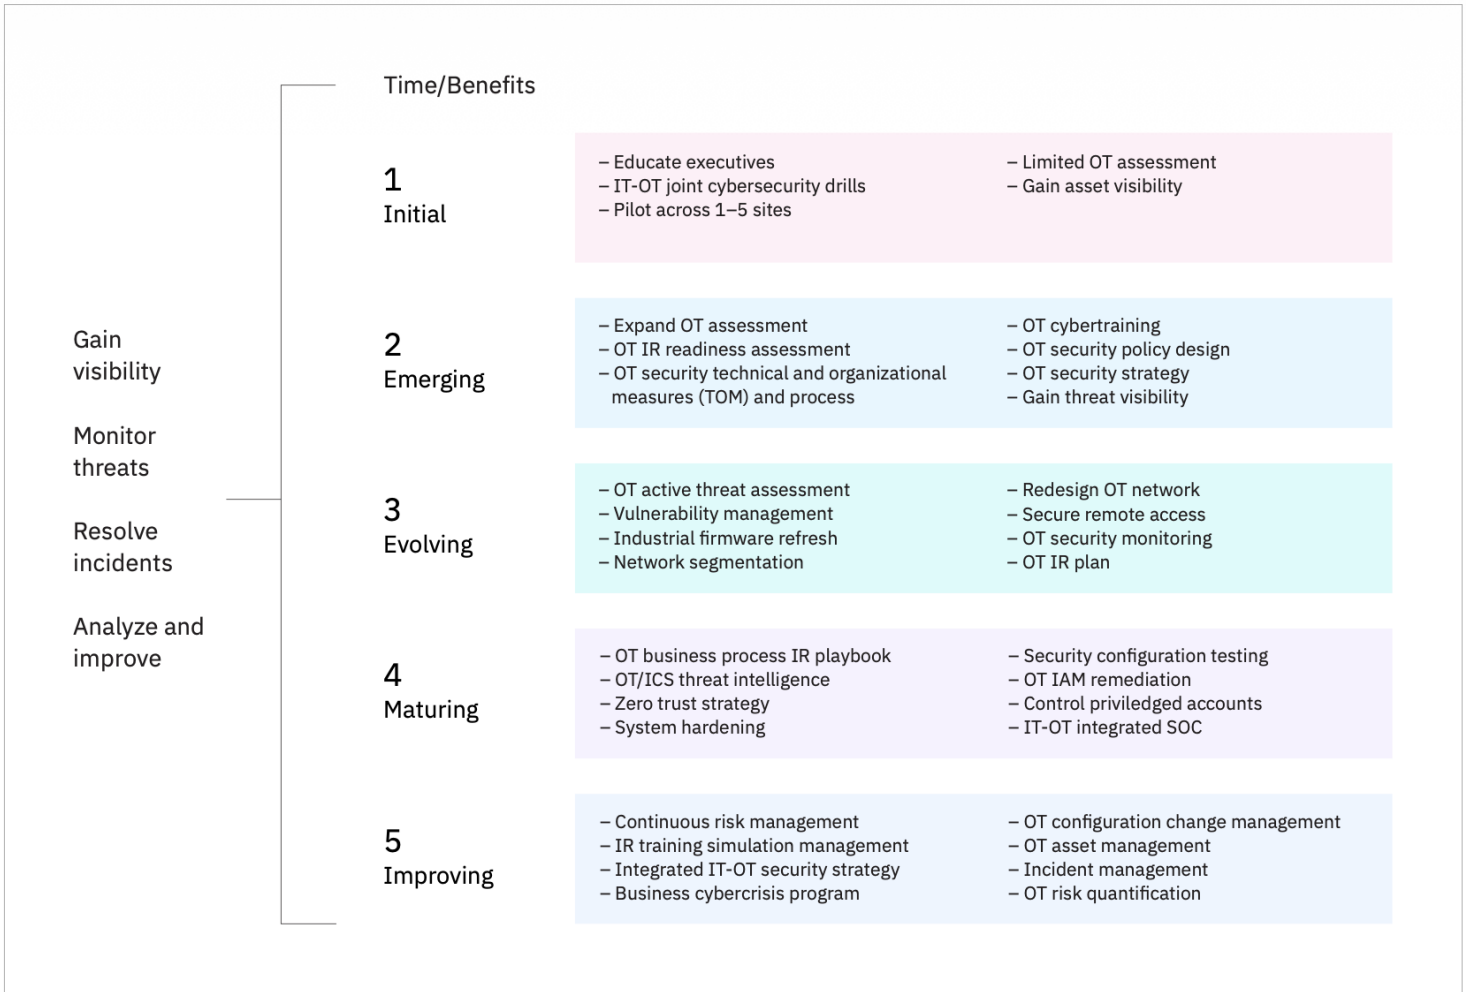 Time/Benefits
Gain
visibility
Monitor
threats
Resolve
incidents
Analyze and
improve
1
Initial
– Educate executives
– IT-OT joint cybersecurity drills
– Pilot across 1–5 sites
– Limited OT assessment
– Gain asset visibility
2
Emerging
– Expand OT assessment
– OT IR readiness assessment
– OT security technical and organizational
measures (TOM) and process
– OT cybertraining
– OT security policy design
– OT security strategy
– Gain threat visibility
3
Evolving
– OT active threat assessment
– Vulnerability management
– Industrial firmware refresh
– Network segmentation
– Redesign OT network
– Secure remote access
– OT security monitoring
– OT IR plan
4
Maturing
– OT business process IR playbook
– OT/ICS threat intelligence
– Zero trust strategy
– System hardening
– Security configuration testing
– OT IAM remediation
– Control priviledged accounts
– IT-OT integrated SOC
5
Improving
– Continuous risk management
– IR training simulation management
– Integrated IT-OT security strategy
– Business cybercrisis program
– OT configuration change management
– OT asset management
– Incident management
– OT risk quantification